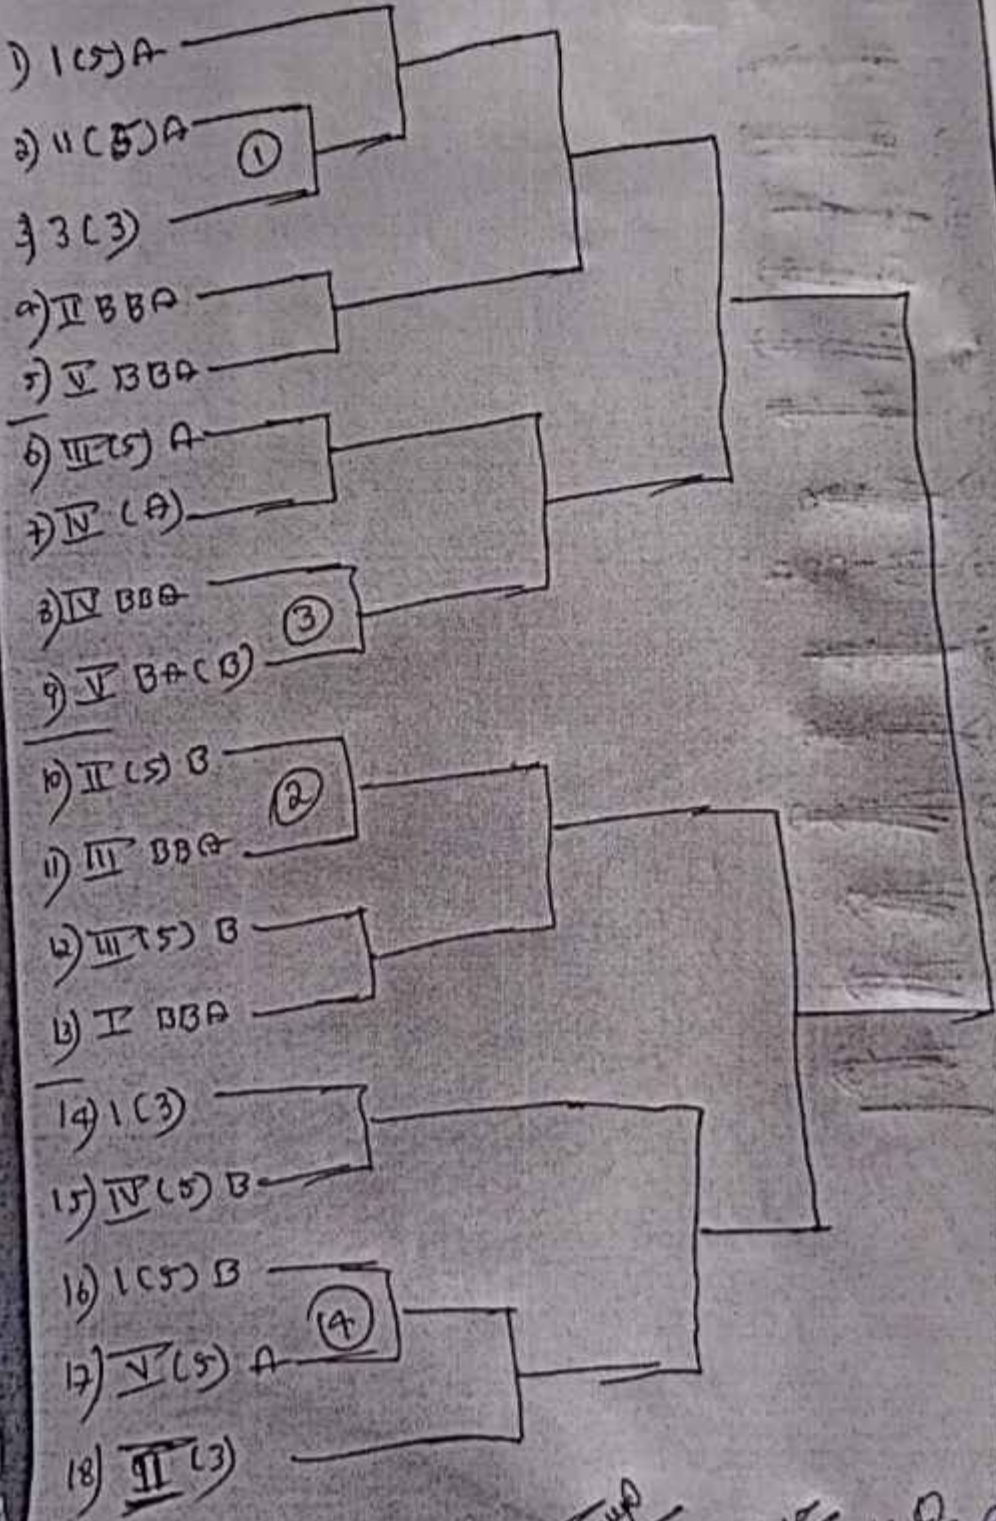 1) 1(5) A
2) 11(5) A
①
3) 3(3)
4) II BBA
5) V BBA
6) III(5) A
7) IV (A)
8) IV BBA
③
9) V BA(B)
10) II (5) B
②
11) III BBA
12) III(5) B
13) I BBA
14) 1(3)
15) IV(5) B
16) 1(5) B
④
17) V(5) A
18) II (3)